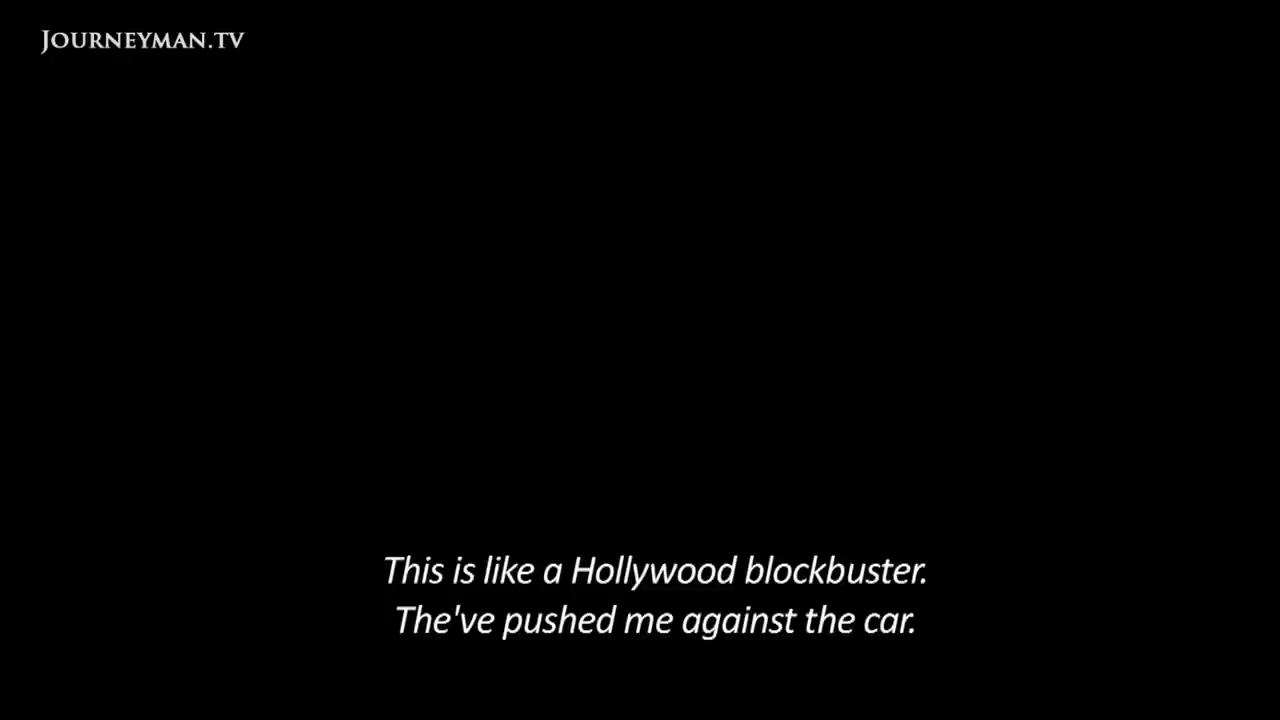 JOURNEYMAN.TV
This is like a Hollywood blockbuster.
The've pushed me against the car.